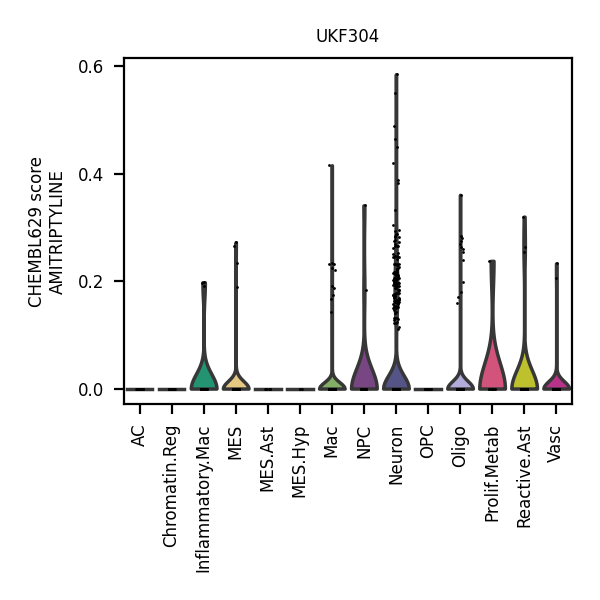 UKF304
CHEMBL629 score
AMITRIPTYLINE
0.6
0.4
0.2
0.0
AC
Chromatin.Reg
Inflammatory.Mac
MES
MES.Ast
MES.Hyp
Mac
NPC
Neuron
OPC
Oligo
Prolif.Metab
Reactive.Ast
Vasc